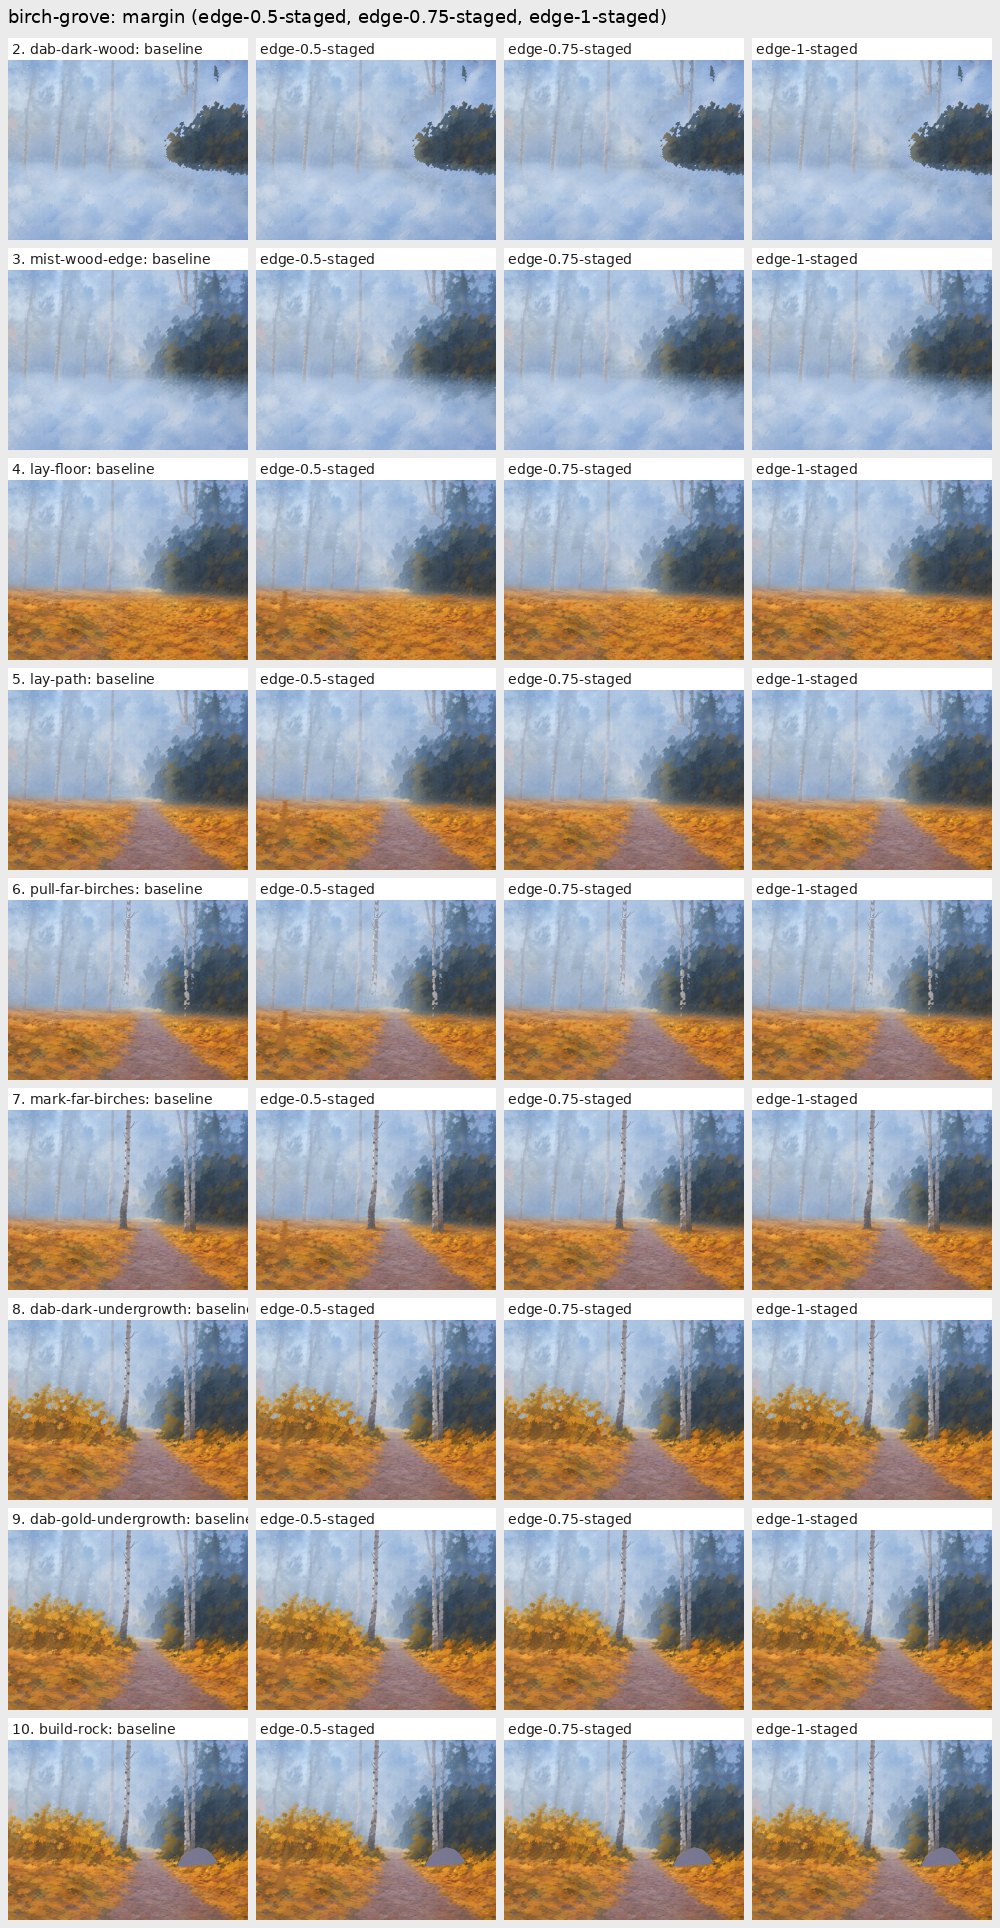 birch-grove: margin (edge-0.5-staged, edge-0.75-staged, edge-1-staged)
2. dab-dark-wood: baseline edge-0.5-staged edge-0.75-staged edge-1-staged
3. mist-wood-edge: baseline edge-0.5-staged edge-0.75-staged edge-1-staged
4. lay-floor: baseline edge-0.5-staged edge-0.75-staged edge-1-staged
5. lay-path: baseline edge-0.5-staged edge-0.75-staged edge-1-staged
6. pull-far-birches: baseline edge-0.5-staged edge-0.75-staged edge-1-staged
7. mark-far-birches: baseline edge-0.5-staged edge-0.75-staged edge-1-staged
8. dab-dark-undergrowth: baseline edge-0.5-staged edge-0.75-staged edge-1-staged
9. dab-gold-undergrowth: baseline edge-0.5-staged edge-0.75-staged edge-1-staged
10. build-rock: baseline edge-0.5-staged edge-0.75-staged edge-1-staged